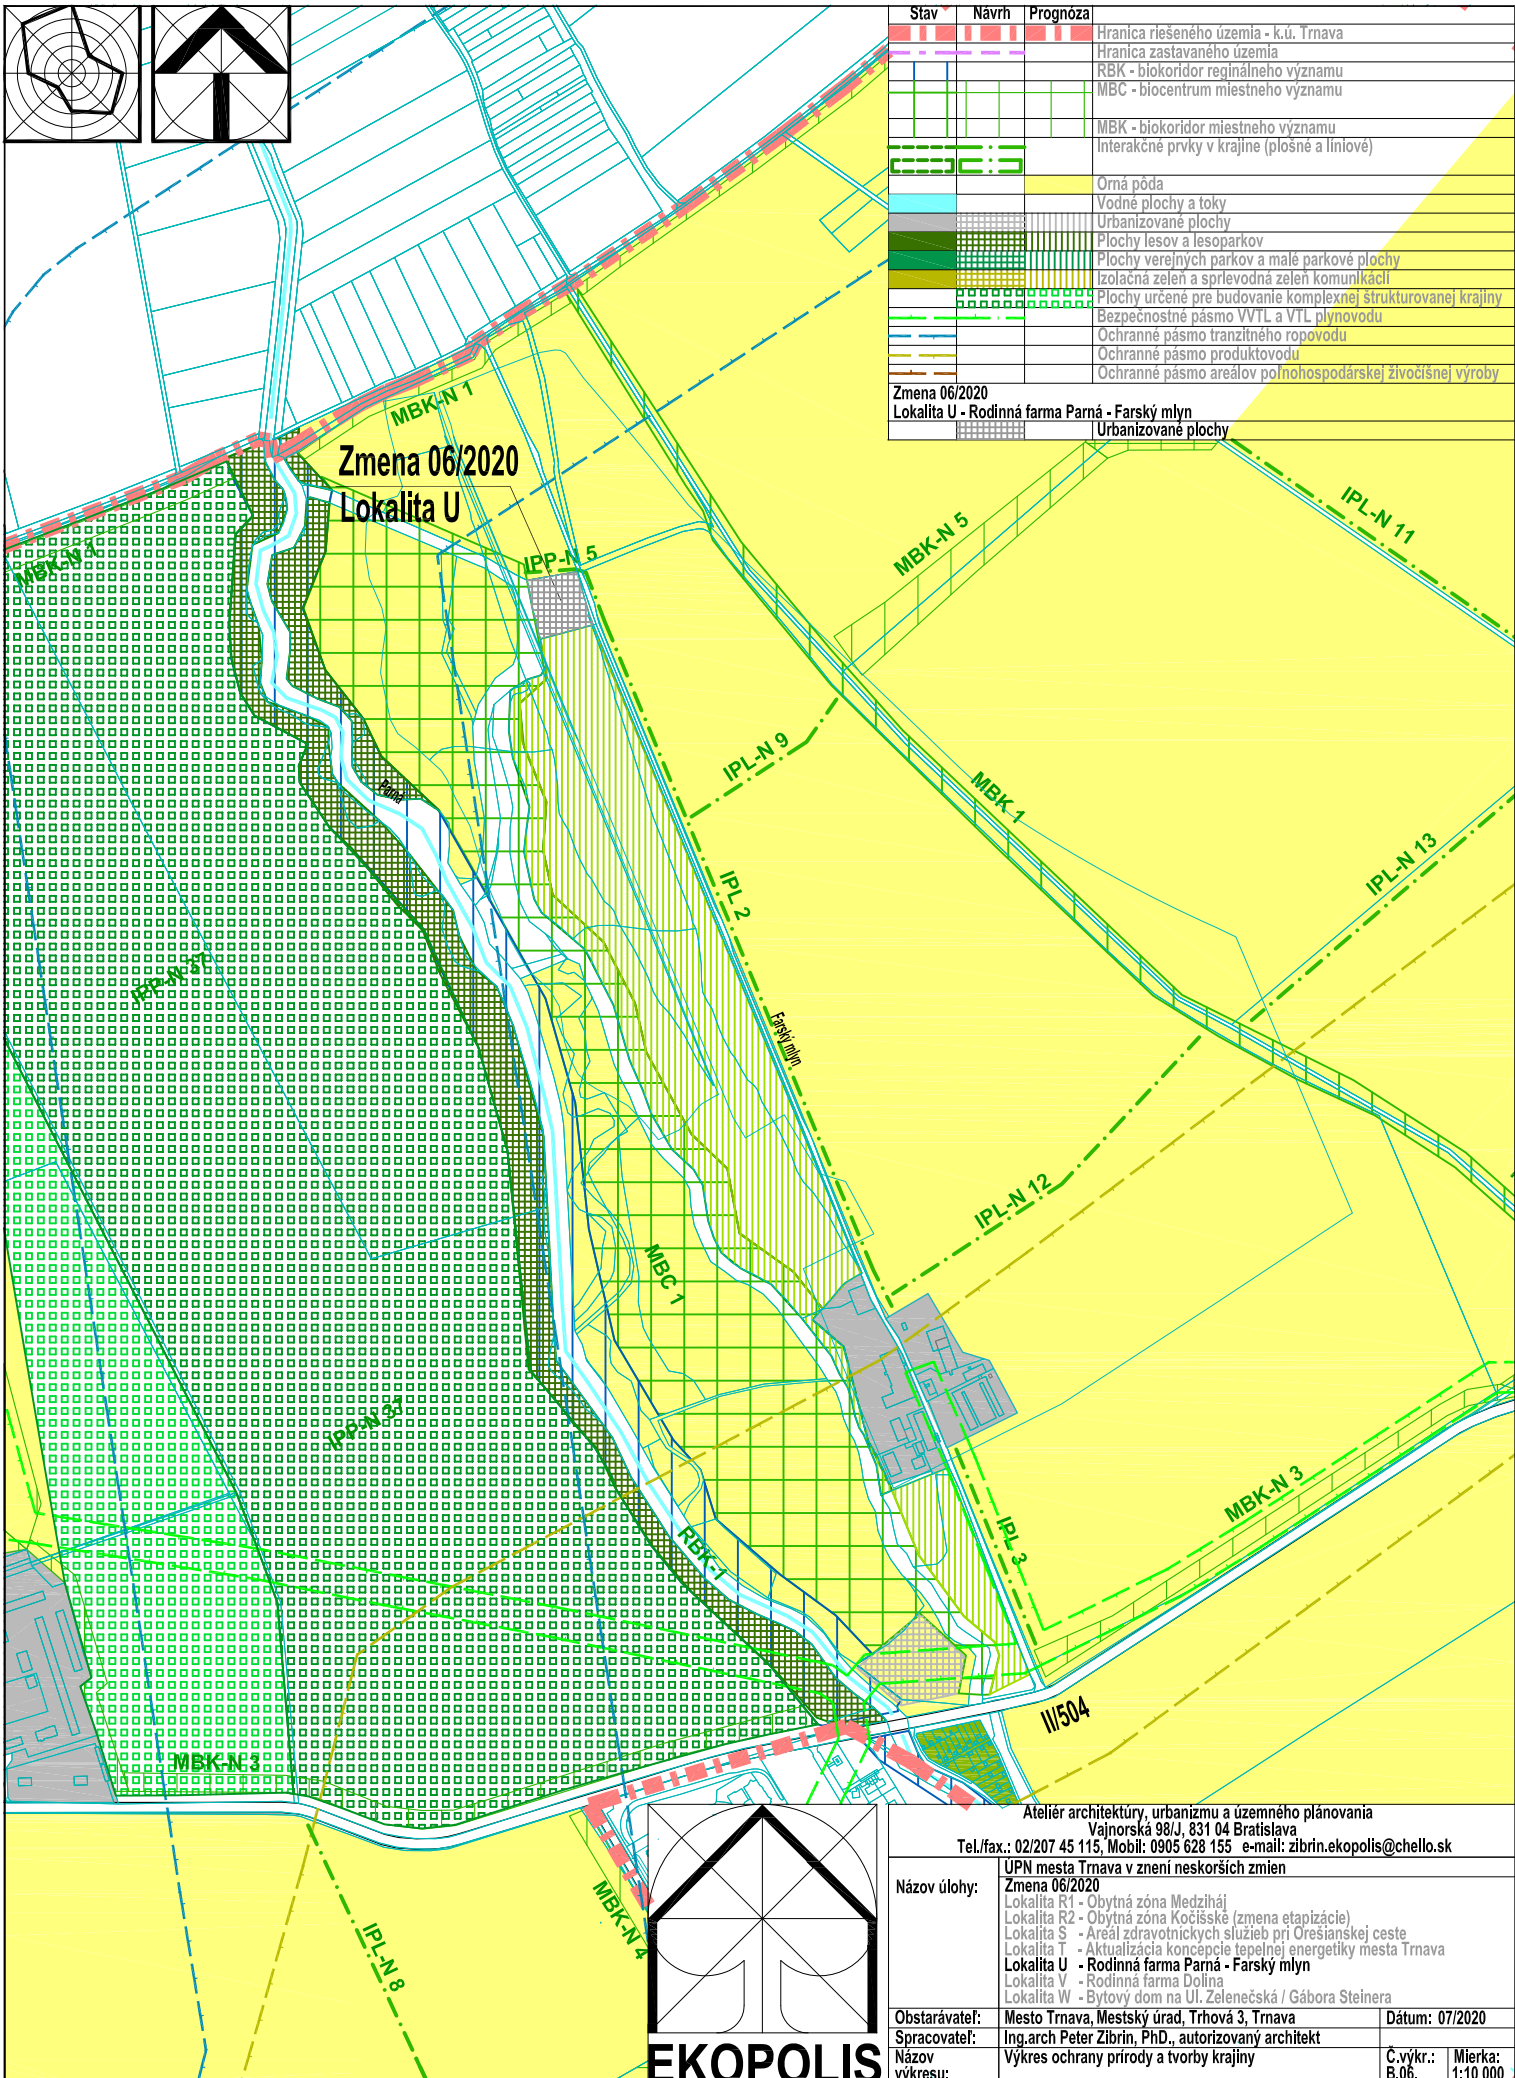 Stav Návrh Prognóza
Hranica riešeného územia - k.ú. Trnava
Hranica zastavaného územia
RBK - biokoridor reginálneho významu
MBC - biocentrum miestneho významu
MBK - biokoridor miestneho významu
Interakčné prvky v krajine (plošné a líniové)
Orná pôda
Vodné plochy a toky
Urbanizované plochy
Plochy lesov a lesoparkov
Plochy verejných parkov a malé parkové plochy
Izolačná zeleň a sprievodná zeleň komunikácií
Plochy určené pre budovanie komplexnej štrukturovanej krajiny
Bezpečnostné pásmo VVTL a VTL plynovodu
Ochranné pásmo tranzitného ropovodu
Ochranné pásmo produktovodu
Ochranné pásmo areálov poľnohospodárskej živočíšnej výroby
Zmena 06/2020
Lokalita U - Rodinná farma Parná - Farský mlyn
Urbanizované plochy
MBK-N 1
Zmena 06/2020
Lokalita U
IPL-N 11
MBK-N 5
MBK-N 1
IPP-N 5
IPL-N 9
Parná
MBK 1
IPL-N 13
IPL 2
IPP-N 37
Farský mlyn
IPL-N 12
MBC 1
IPP-N 37
MBK-N 3
IPL 3
RBK-1
II/504
MBK-N 3
MBK-N 4
IPL-N 8
EKOPOLIS
Ateliér architektúry, urbanizmu a územného plánovania
Vajnorská 98/J, 831 04 Bratislava
Tel./fax.: 02/207 45 115, Mobil: 0905 628 155 e-mail: zibrin.ekopolis@chello.sk
Názov úlohy:
ÚPN mesta Trnava v znení neskorších zmien
Zmena 06/2020
Lokalita R1 - Obytná zóna Medziháj
Lokalita R2 - Obytná zóna Kočišské (zmena etapizácie)
Lokalita S - Areál zdravotnickych služieb pri Orešianskej ceste
Lokalita T - Aktualizácia koncepcie tepelnej energetiky mesta Trnava
Lokalita U - Rodinná farma Parná - Farský mlyn
Lokalita V - Rodinná farma Dolina
Lokalita W - Bytový dom na Ul. Zelenečská / Gábora Steinera
Obstarávateľ: Mesto Trnava, Mestský úrad, Trhová 3, Trnava Dátum: 07/2020
Spracovateľ: Ing.arch Peter Zibrin, PhD., autorizovaný architekt
Názov výkresu: Výkres ochrany prírody a tvorby krajiny Č.výkr.: B.06. Mierka: 1:10 000